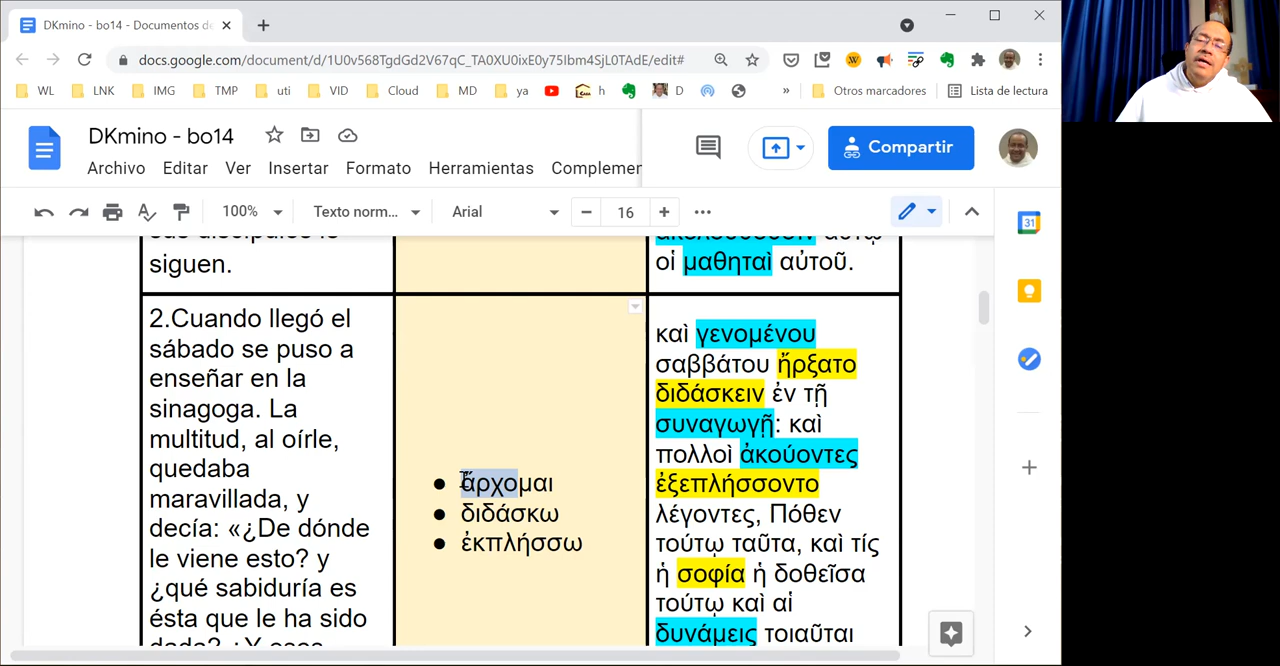 DKmino - bo14 - Documentos de
docs.google.com/document/d/1U0v568TgdGd2V67qC_TA0XU0ixE0y75Ibm4SjL0TAdE/edit#
WL LNK IMG TMP uti VID Cloud MD ya h D » Otros marcadores Lista de lectura
DKmino - bo14
Compartir
Archivo Editar Ver Insertar Formato Herramientas Complemen
100% Texto norm... Arial 16
31
siguen.
οἱ μαθηταὶ αὐτοῦ.
2.Cuando llegó el
sábado se puso a
enseñar en la
sinagoga. La
multitud, al oírle,
quedaba
maravillada, y
decía: «¿De dónde
le viene esto? y
¿qué sabiduría es
ésta que le ha sido
● ἄρχομαι
● διδάσκω
● ἐκπλήσσω
καὶ γενομένου
σαββάτου ἤρξατο
διδάσκειν ἐν τῇ
συναγωγῇ: καὶ
πολλοὶ ἀκούοντες
ἐξεπλήσσοντο
λέγοντες, Πόθεν
τούτῳ ταῦτα, καὶ τίς
ἡ σοφία ἡ δοθεῖσα
τούτῳ καὶ αἱ
δυνάμεις τοιαῦται